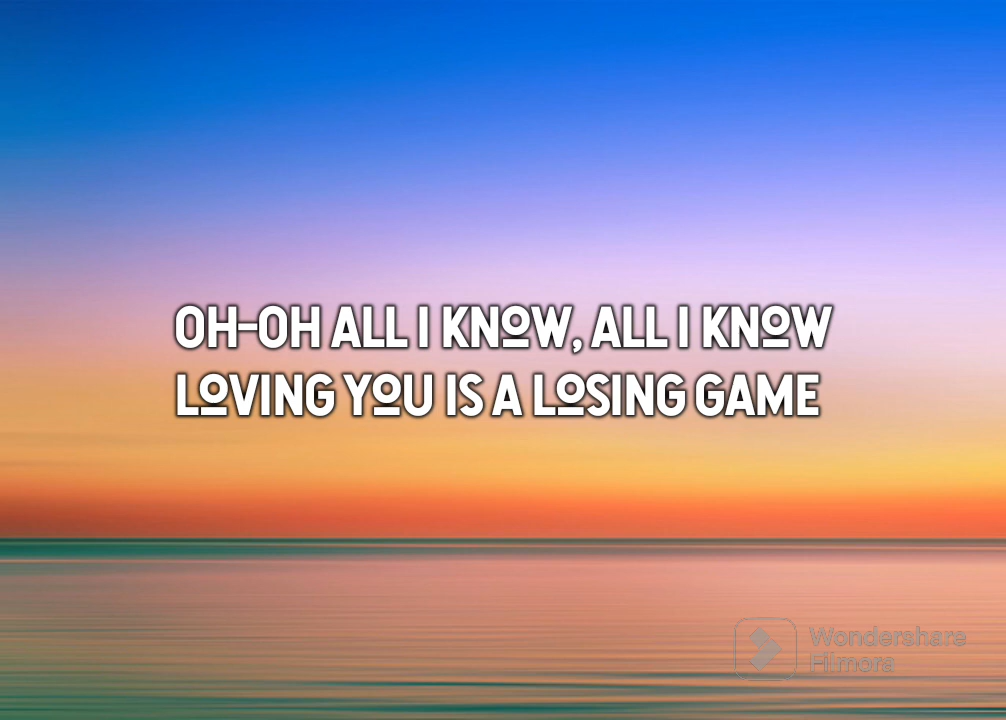 OH-OH ALL I KNOW, ALL I KNOW
LOVING YOU IS A LOSING GAME
Wondershare
Filmora